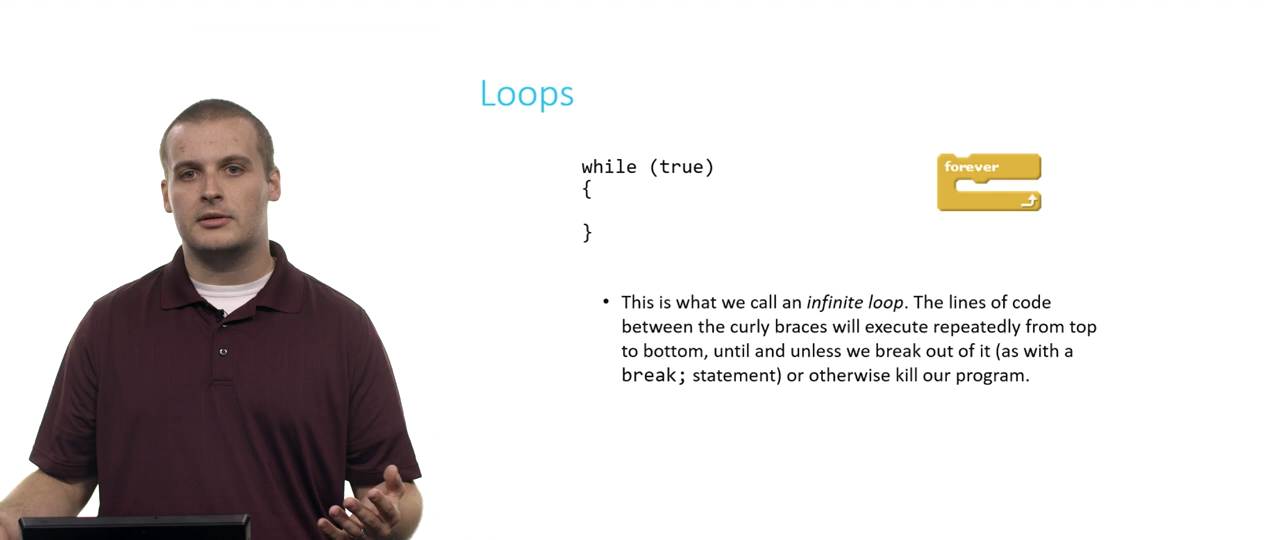 Loops
while (true)
{
}
forever
• This is what we call an infinite loop. The lines of code
between the curly braces will execute repeatedly from top
to bottom, until and unless we break out of it (as with a
break; statement) or otherwise kill our program.